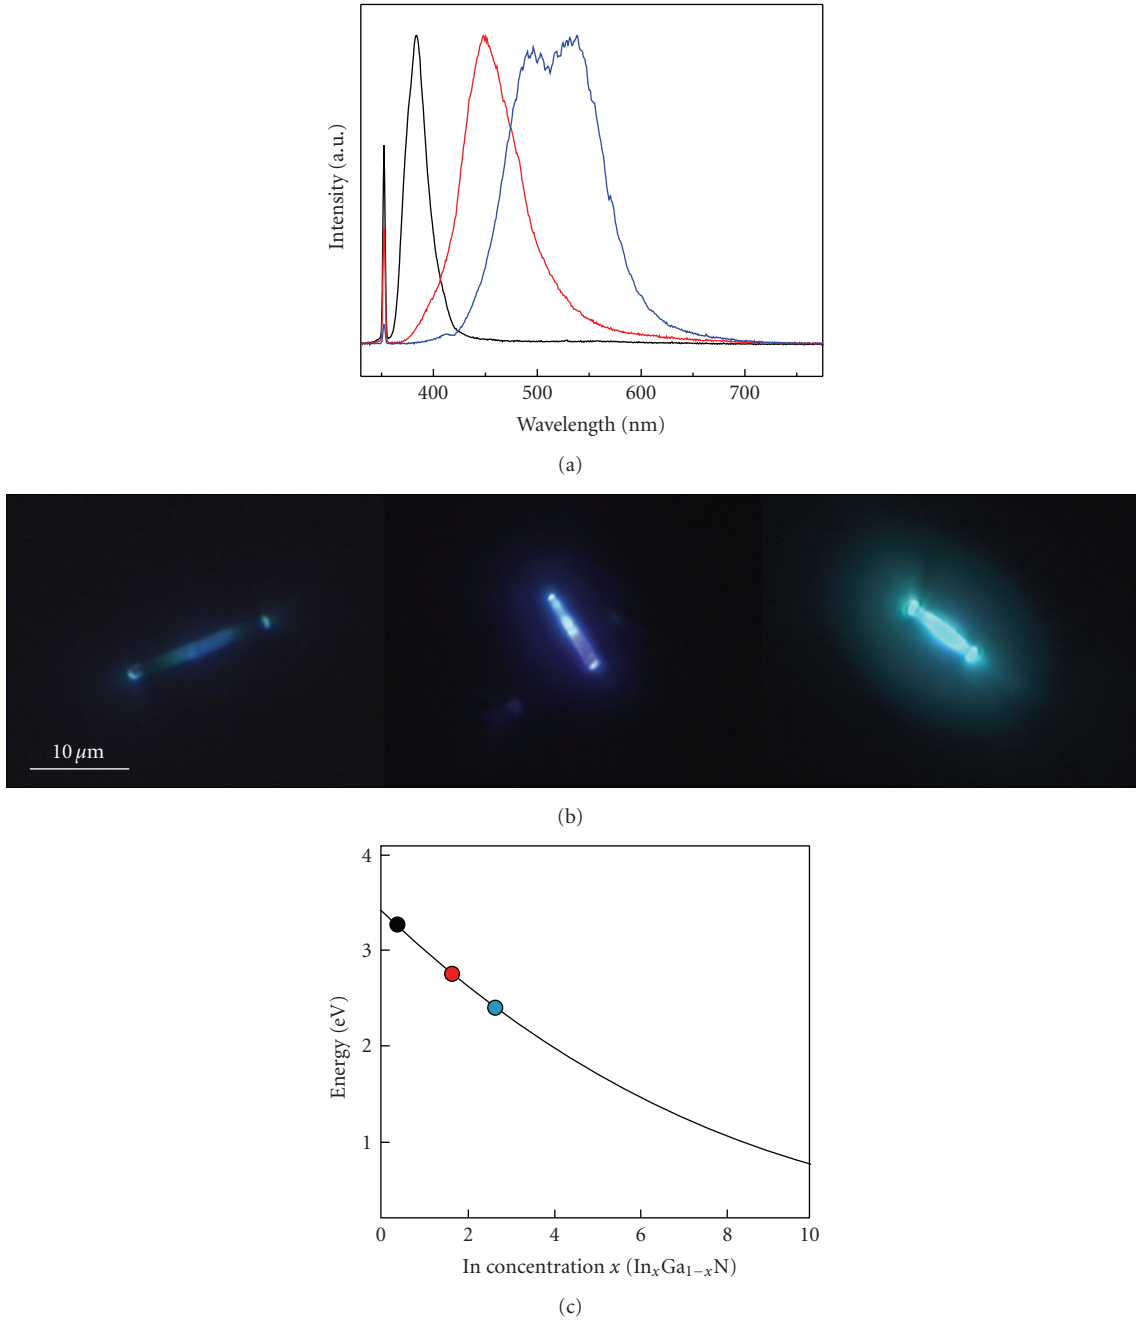 Intensity (a.u.)
400 500 600 700
Wavelength (nm)
(a)
10 μm
(b)
4
3
2
1
Energy (eV)
0 2 4 6 8 10
In concentration x (InₓGa₁₋ₓN)
(c)